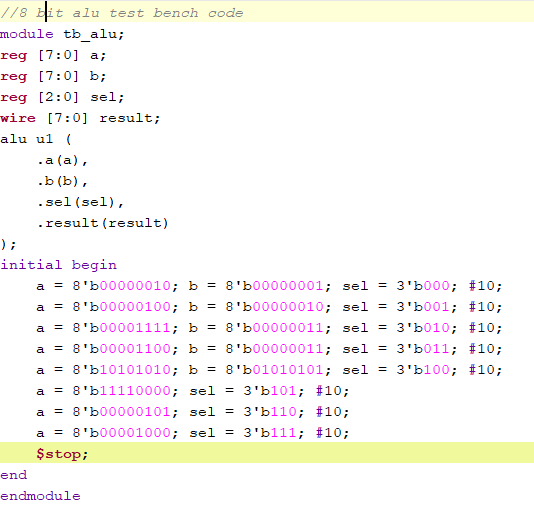 //8 bit alu test bench code
module tb_alu;
reg [7:0] a;
reg [7:0] b;
reg [2:0] sel;
wire [7:0] result;
alu u1 (
    .a(a),
    .b(b),
    .sel(sel),
    .result(result)
);
initial begin
    a = 8'b00000010; b = 8'b00000001; sel = 3'b000; #10;
    a = 8'b00000100; b = 8'b00000010; sel = 3'b001; #10;
    a = 8'b00001111; b = 8'b00000011; sel = 3'b010; #10;
    a = 8'b00001100; b = 8'b00000011; sel = 3'b011; #10;
    a = 8'b10101010; b = 8'b01010101; sel = 3'b100; #10;
    a = 8'b11110000; sel = 3'b101; #10;
    a = 8'b00000101; sel = 3'b110; #10;
    a = 8'b00001000; sel = 3'b111; #10;
    $stop;
end
endmodule